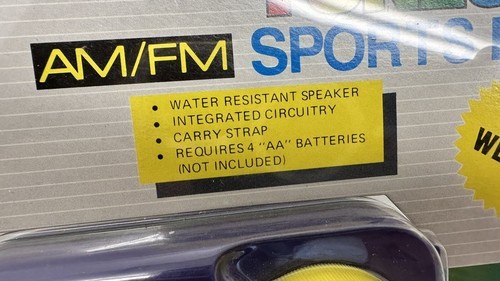 AM/FM SPORTS
• WATER RESISTANT SPEAKER
• INTEGRATED CIRCUITRY
• CARRY STRAP
• REQUIRES 4 "AA" BATTERIES
(NOT INCLUDED)